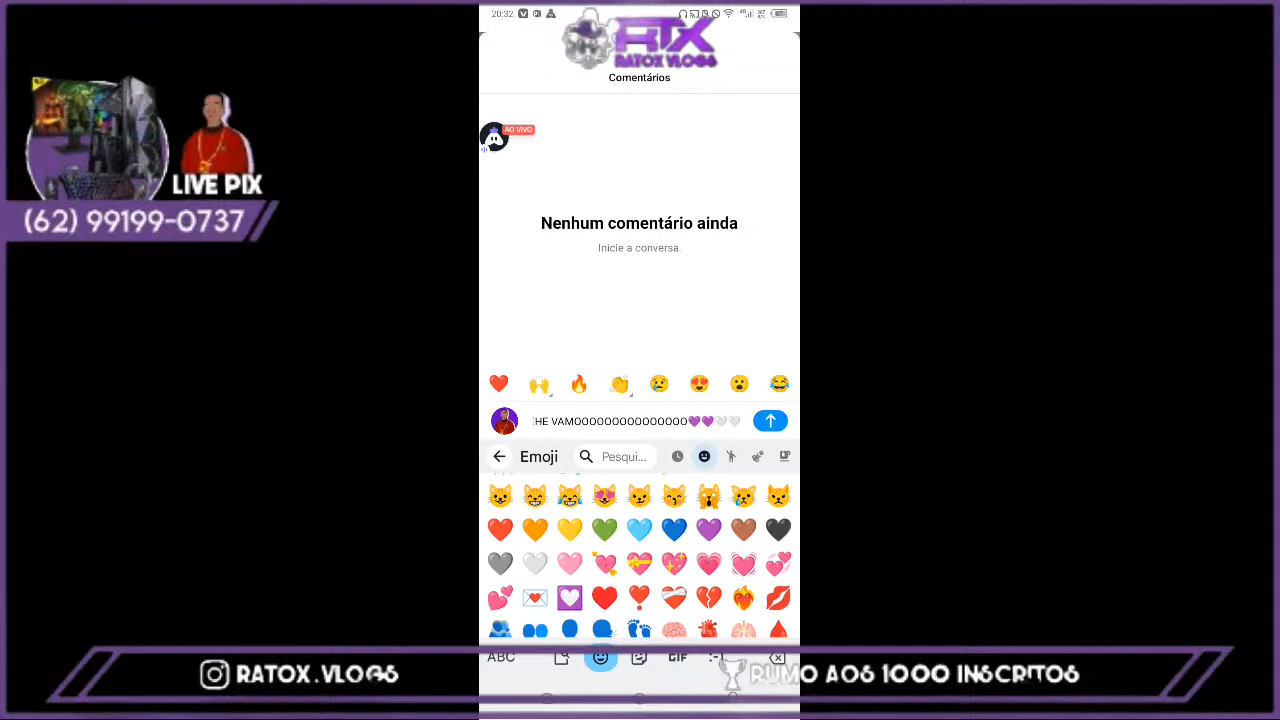 20:32
RTX
RATOX VLOGS
Comentários
AO VIVO
LIVE PIX
(62) 99199-0737
Nenhum comentário ainda
Inicie a conversa.
HE VAMOOOOOOOOOOOOOOO💜💜🤍🤍
Emoji
Pesqui...
ABC
GIF
:-)
RATOX.VLOGS
RUMO AOS 1000 INSCRITOS